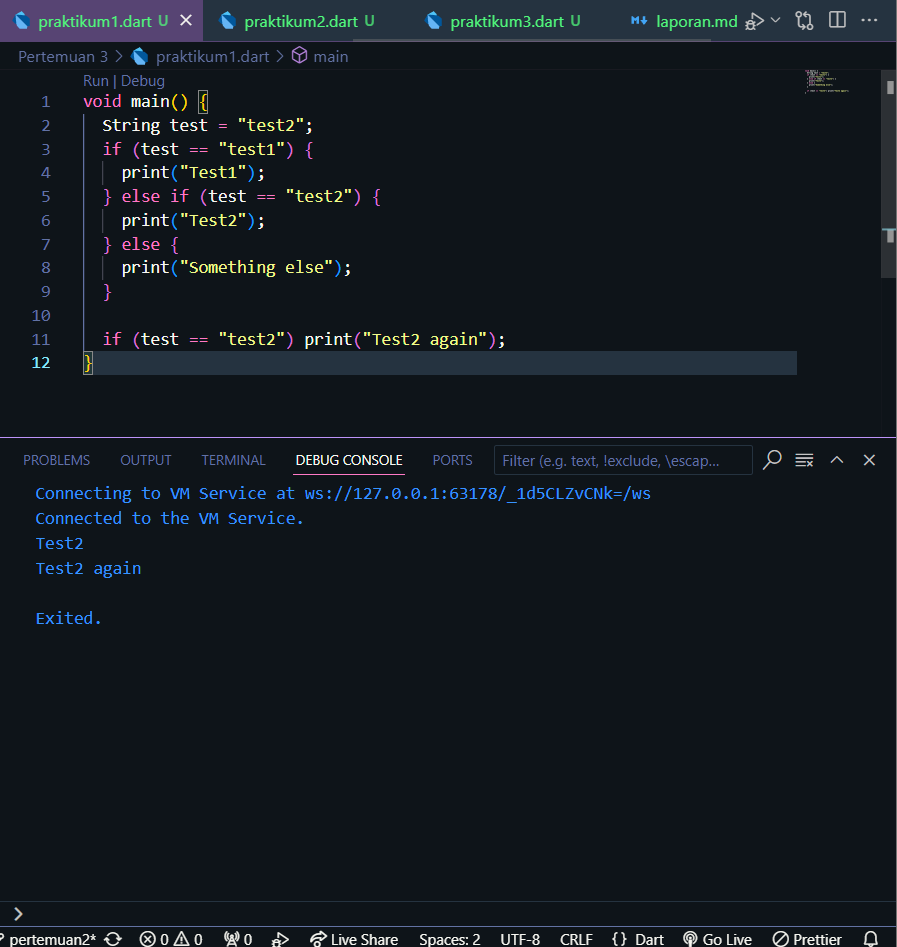 praktikum1.dart U
praktikum2.dart U
praktikum3.dart U
laporan.md
Pertemuan 3 > praktikum1.dart > main
Run | Debug
1 void main() {
2   String test = "test2";
3   if (test == "test1") {
4     print("Test1");
5   } else if (test == "test2") {
6     print("Test2");
7   } else {
8     print("Something else");
9   }
10
11   if (test == "test2") print("Test2 again");
12 }
PROBLEMS OUTPUT TERMINAL DEBUG CONSOLE PORTS Filter (e.g. text, !exclude, \escap...
Connecting to VM Service at ws://127.0.0.1:63178/_1d5CLZvCNk=/ws
Connected to the VM Service.
Test2
Test2 again
Exited.
>
pertemuan2* 0 0 0 Live Share Spaces: 2 UTF-8 CRLF {} Dart Go Live Prettier